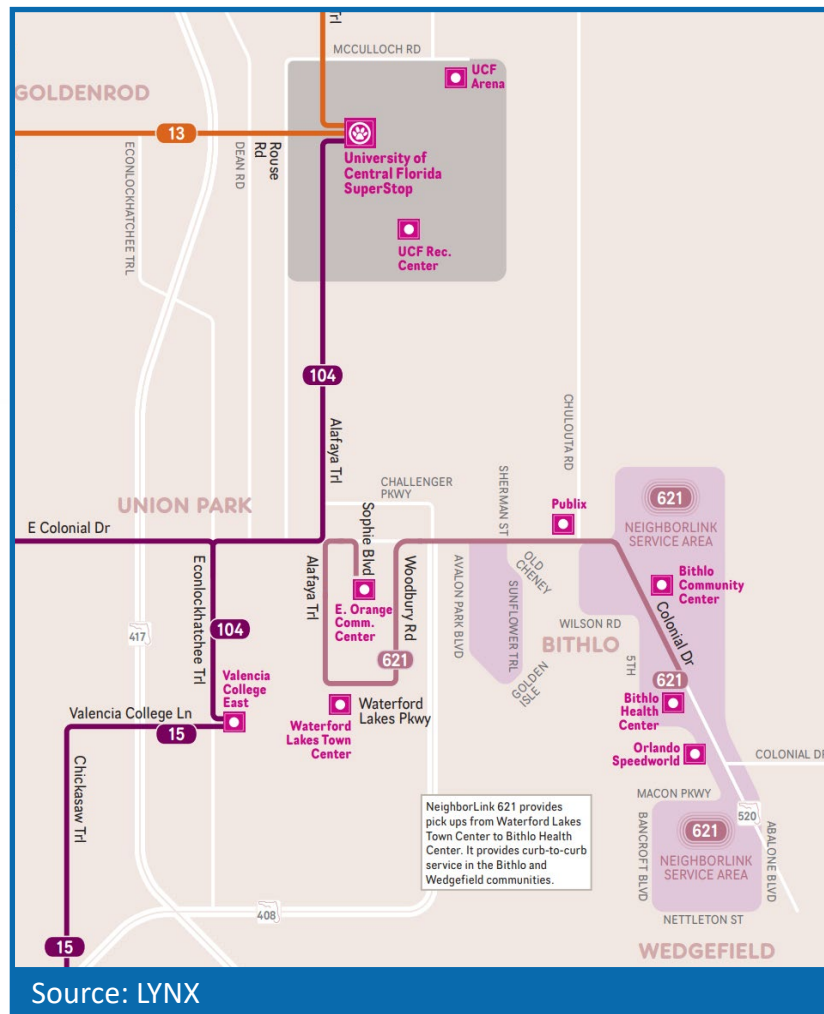 Trl
MCCULLOCH RD
UCF
Arena
GOLDENROD
13
ECONLOCKHATCHEE TRL
DEAN RD
Rouse
Rd
University of
Central Florida
SuperStop
UCF Rec.
Center
104
Alafaya Trl
CHULOUTA RD
UNION PARK
CHALLENGER
PKWY
SHERMAN ST
Publix
621
NEIGHBORLINK
SERVICE AREA
E Colonial Dr
Econlockhatchee Trl
Alafaya Trl
Sophie Blvd
Woodbury Rd
AVALON PARK BLVD
OLD
CHENEY
SUNFLOWER TRL
Bithlo
Community
Center
E. Orange
Comm.
Center
WILSON RD
BITHLO
Colonial Dr
417
104
621
5TH
621
GOLDEN
ISLE
Valencia
College
East
Bithlo
Health
Center
Valencia College Ln
15
Waterford
Lakes Pkwy
Waterford
Lakes Town
Center
Orlando
Speedworld
COLONIAL DR
Chickasaw Trl
MACON PKWY
520
NeighborLink 621 provides
pick ups from Waterford Lakes
Town Center to Bithlo Health
Center. It provides curb-to-curb
service in the Bithlo and
Wedgefield communities.
BANCROFT BLVD
621
NEIGHBORLINK
SERVICE AREA
ABALONE BLVD
408
NETTLETON ST
15
WEDGEFIELD
Source: LYNX